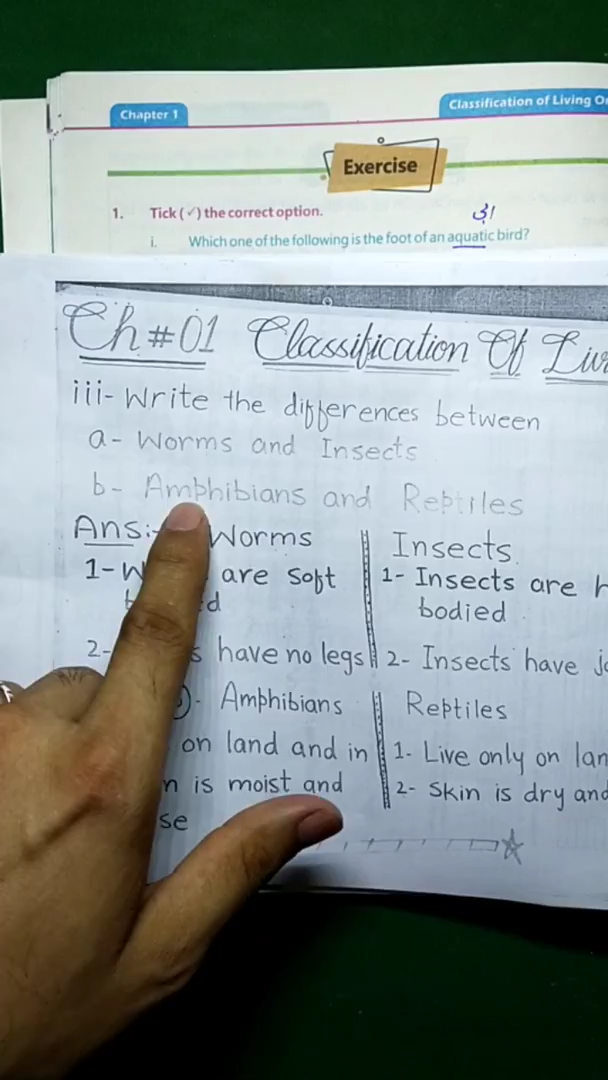 Chapter 1
Classification of Living
Exercise
1. Tick (✓) the correct option.
i. Which one of the following is the foot of an aquatic bird?
Ch #01 Classification Of
iii- Write the differences between
a- Worms and Insects
b- Amphibians and Reptiles
Ans:- Worms Insects
1- are soft 1- Insects are
bodied
2- have no legs 2- Insects have
Amphibians Reptiles
on land and in 1- Live only on
is moist and 2- Skin is dry and